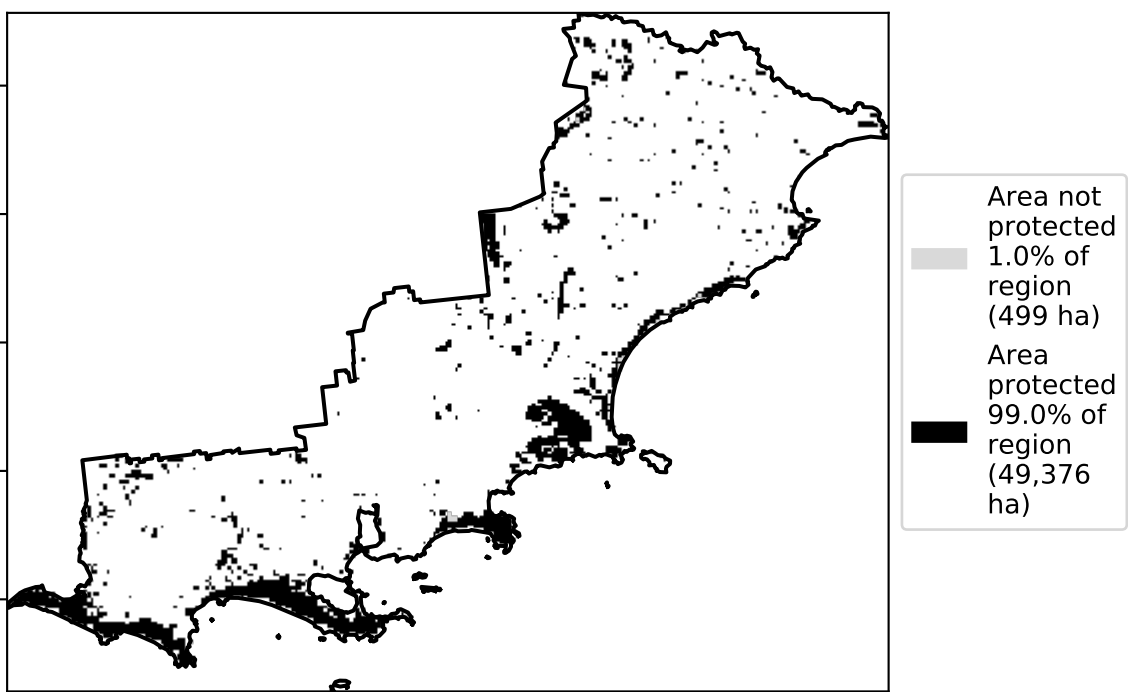 Area not
protected
1.0% of
region
(499 ha)
Area
protected
99.0% of
region
(49,376
ha)